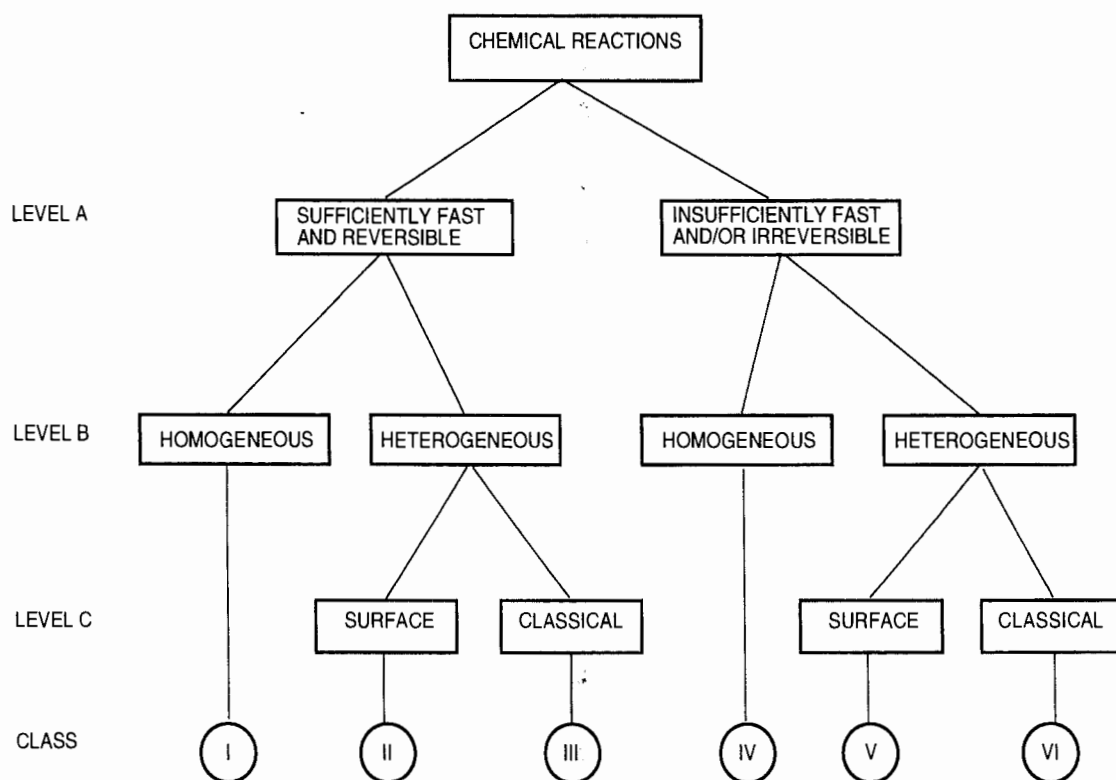 CHEMICAL REACTIONS
LEVEL A
SUFFICIENTLY FAST
AND REVERSIBLE
INSUFFICIENTLY FAST
AND/OR IRREVERSIBLE
LEVEL B
HOMOGENEOUS
HETEROGENEOUS
HOMOGENEOUS
HETEROGENEOUS
LEVEL C
SURFACE
CLASSICAL
SURFACE
CLASSICAL
CLASS
I
II
III
IV
V
VI